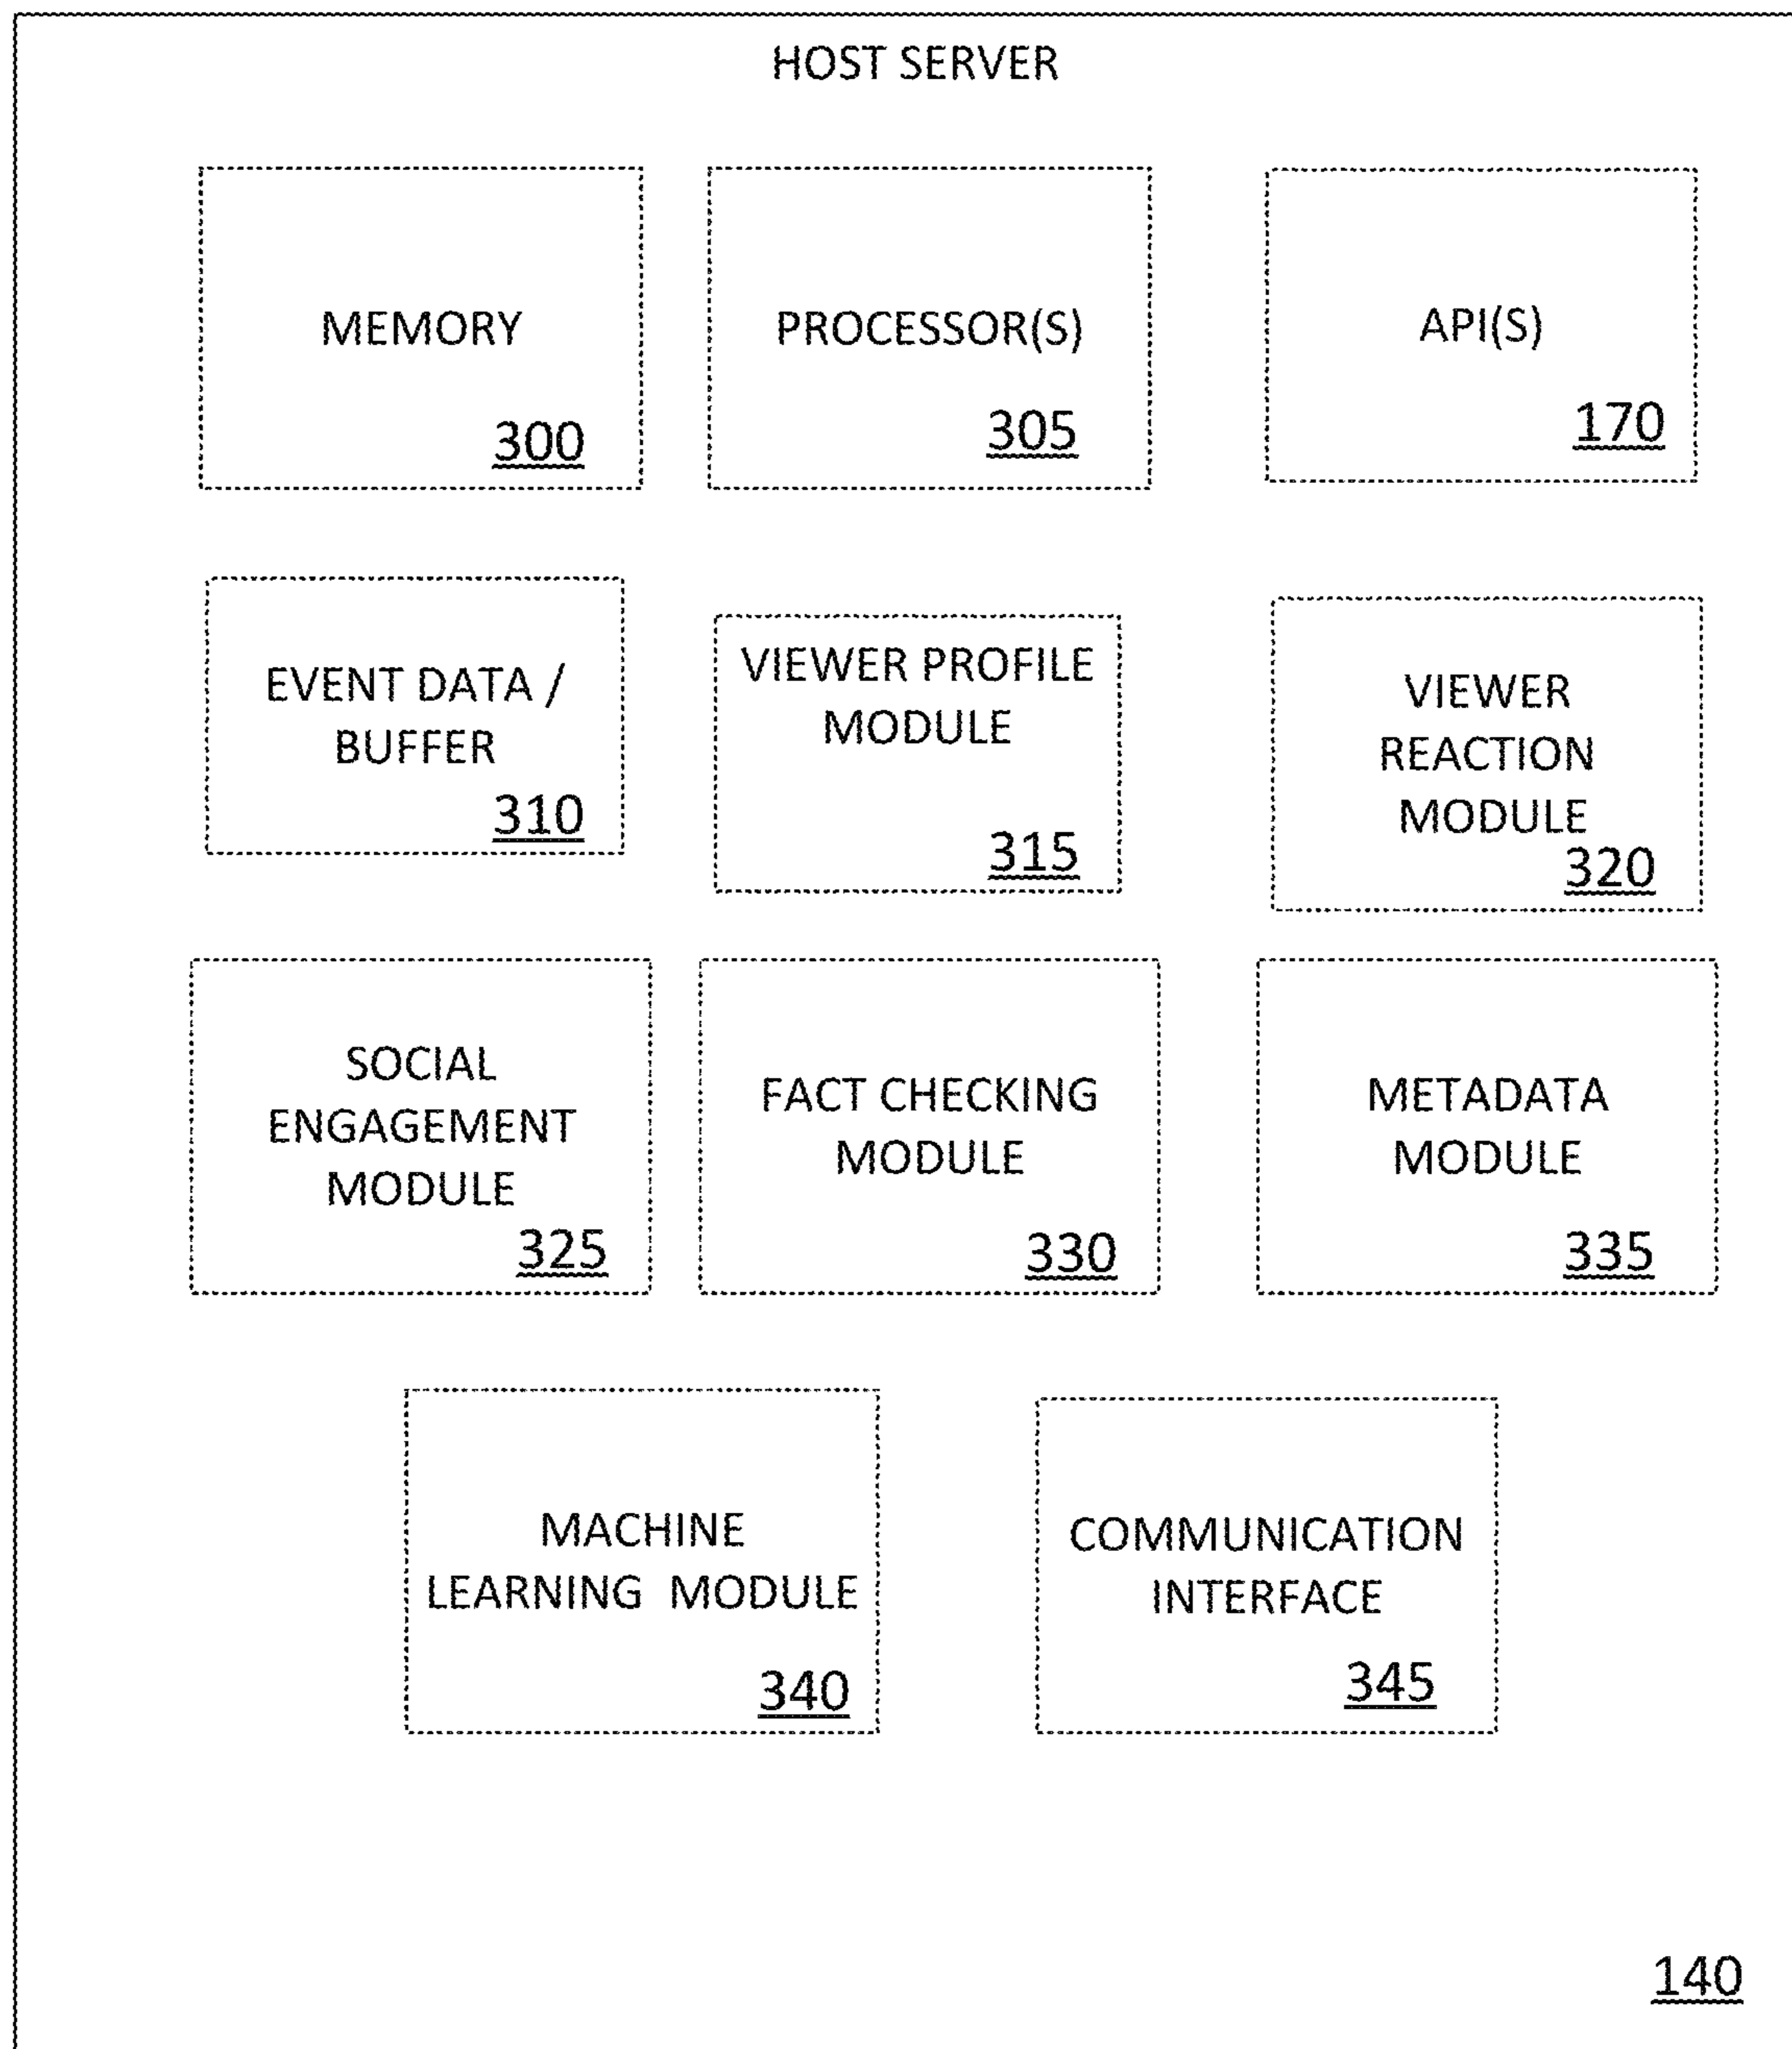 HOST SERVER
MEMORY
300
PROCESSOR(S)
305
API(S)
170
EVENT DATA /
BUFFER
310
VIEWER PROFILE
MODULE
315
VIEWER
REACTION
MODULE
320
SOCIAL
ENGAGEMENT
MODULE
325
FACT CHECKING
MODULE
330
METADATA
MODULE
335
MACHINE
LEARNING MODULE
340
COMMUNICATION
INTERFACE
345
140